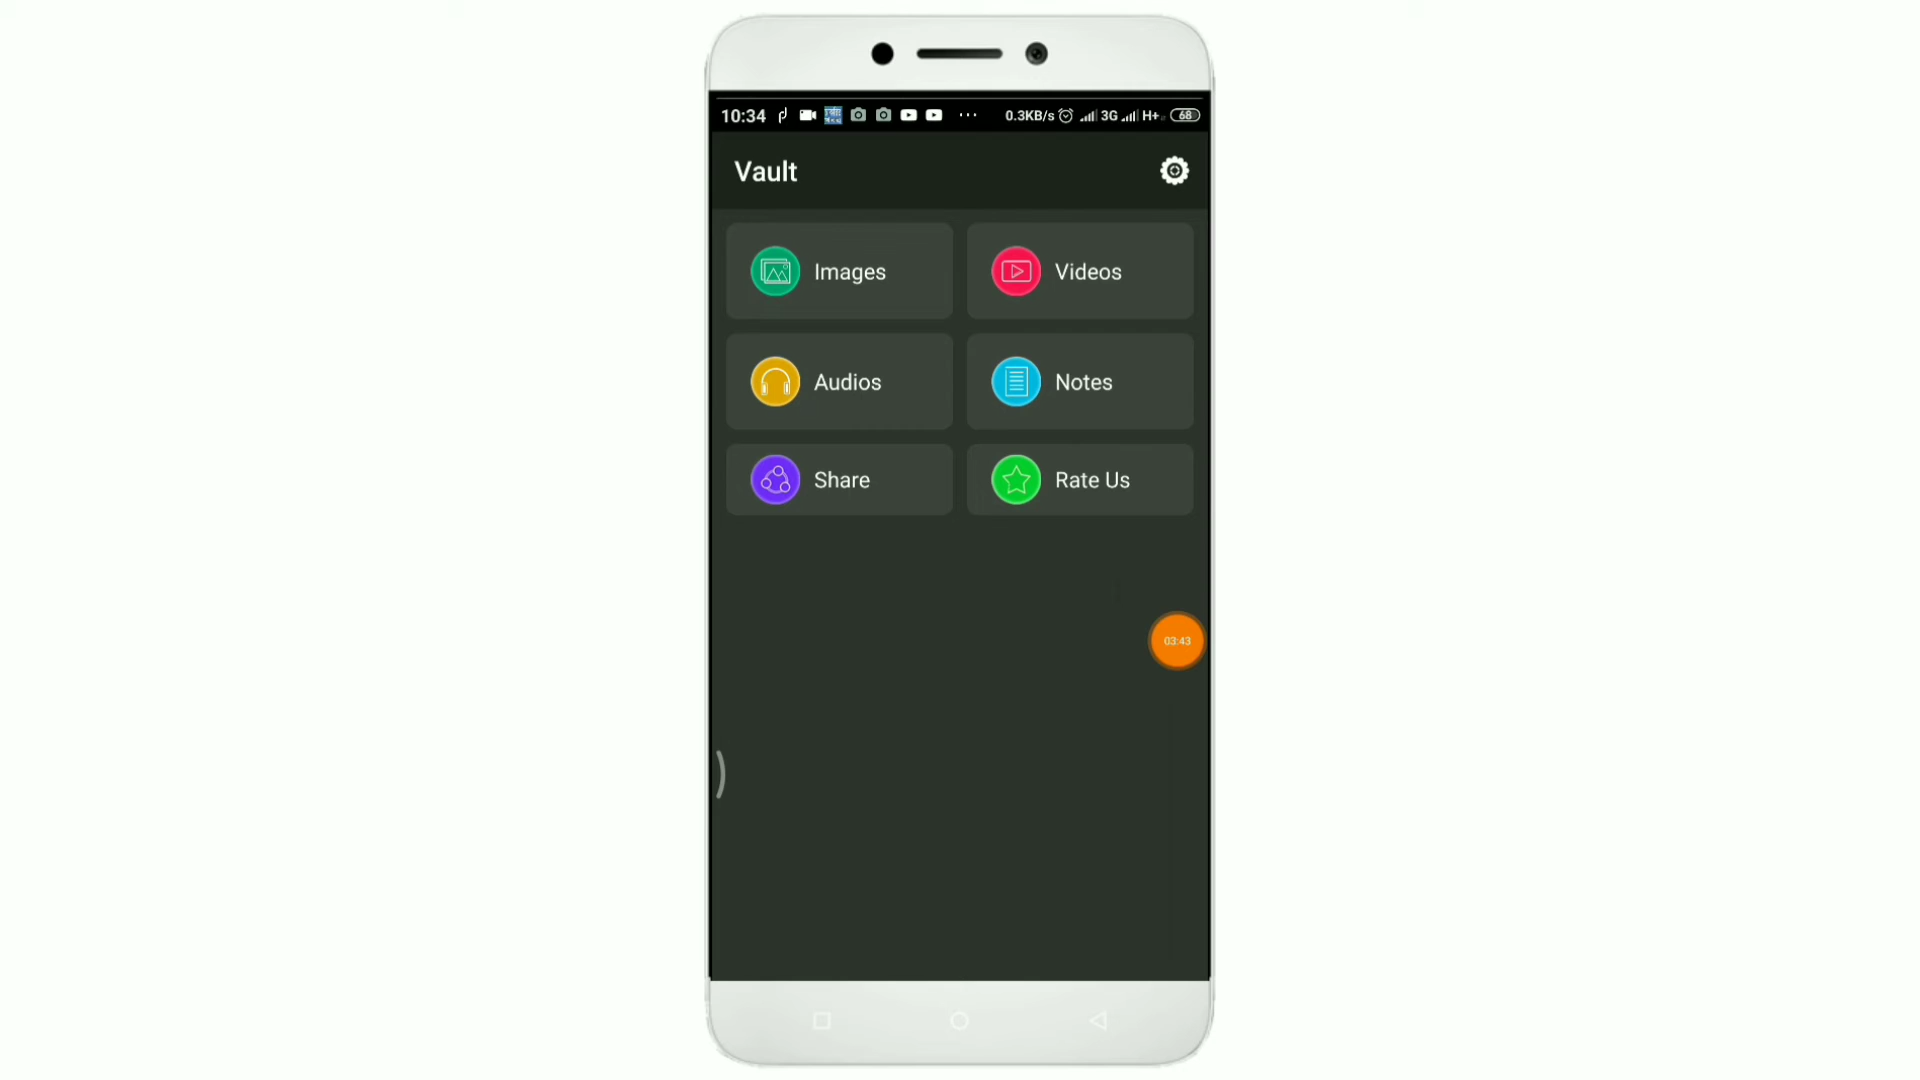 10:34 0.3KB/s 3G H+ 68
Vault
Images Videos
Audios Notes
Share Rate Us
03:43